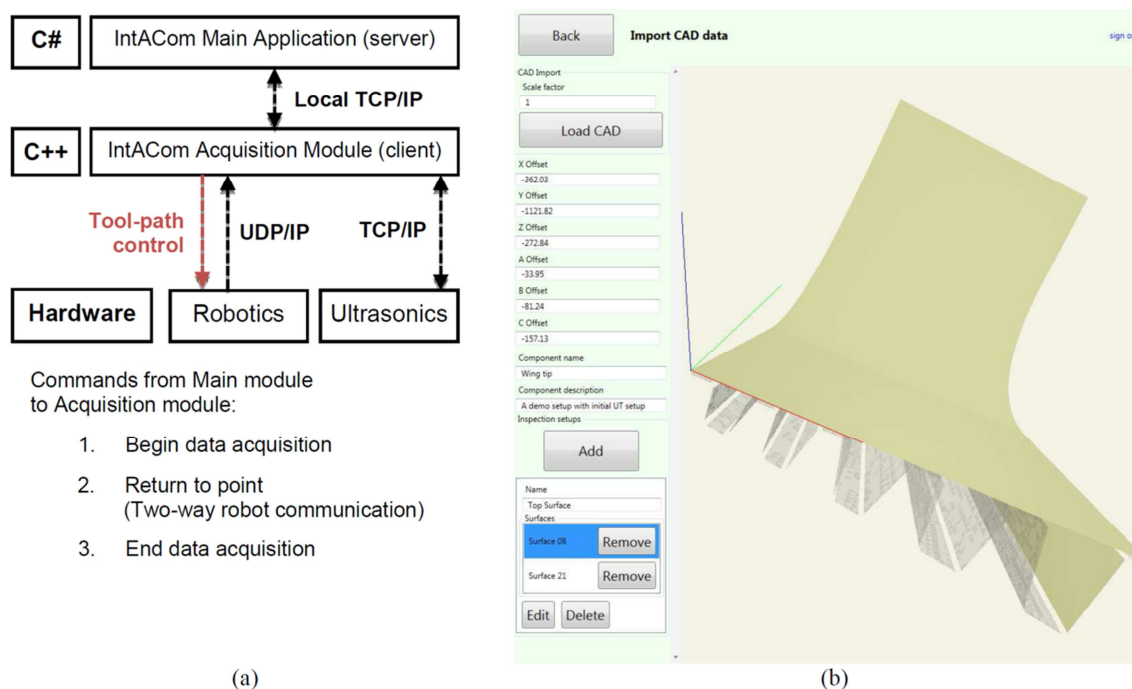 C#
IntACom Main Application (server)
Local TCP/IP
C++
IntACom Acquisition Module (client)
Tool-path
control
UDP/IP
TCP/IP
Hardware
Robotics
Ultrasonics
Commands from Main module
to Acquisition module:
1. Begin data acquisition
2. Return to point
(Two-way robot communication)
3. End data acquisition
(a)
Back
Import CAD data
sign o
CAD Import
Scale factor
1
Load CAD
X Offset
-362.03
Y Offset
-1121.82
Z Offset
-272.84
A Offset
-33.95
B Offset
-81.24
C Offset
-157.13
Component name
Wing tip
Component description
A demo setup with initial UT setup
Inspection setups
Add
Name
Top Surface
Surfaces
Surface 08
Remove
Surface 21
Remove
Edit
Delete
(b)